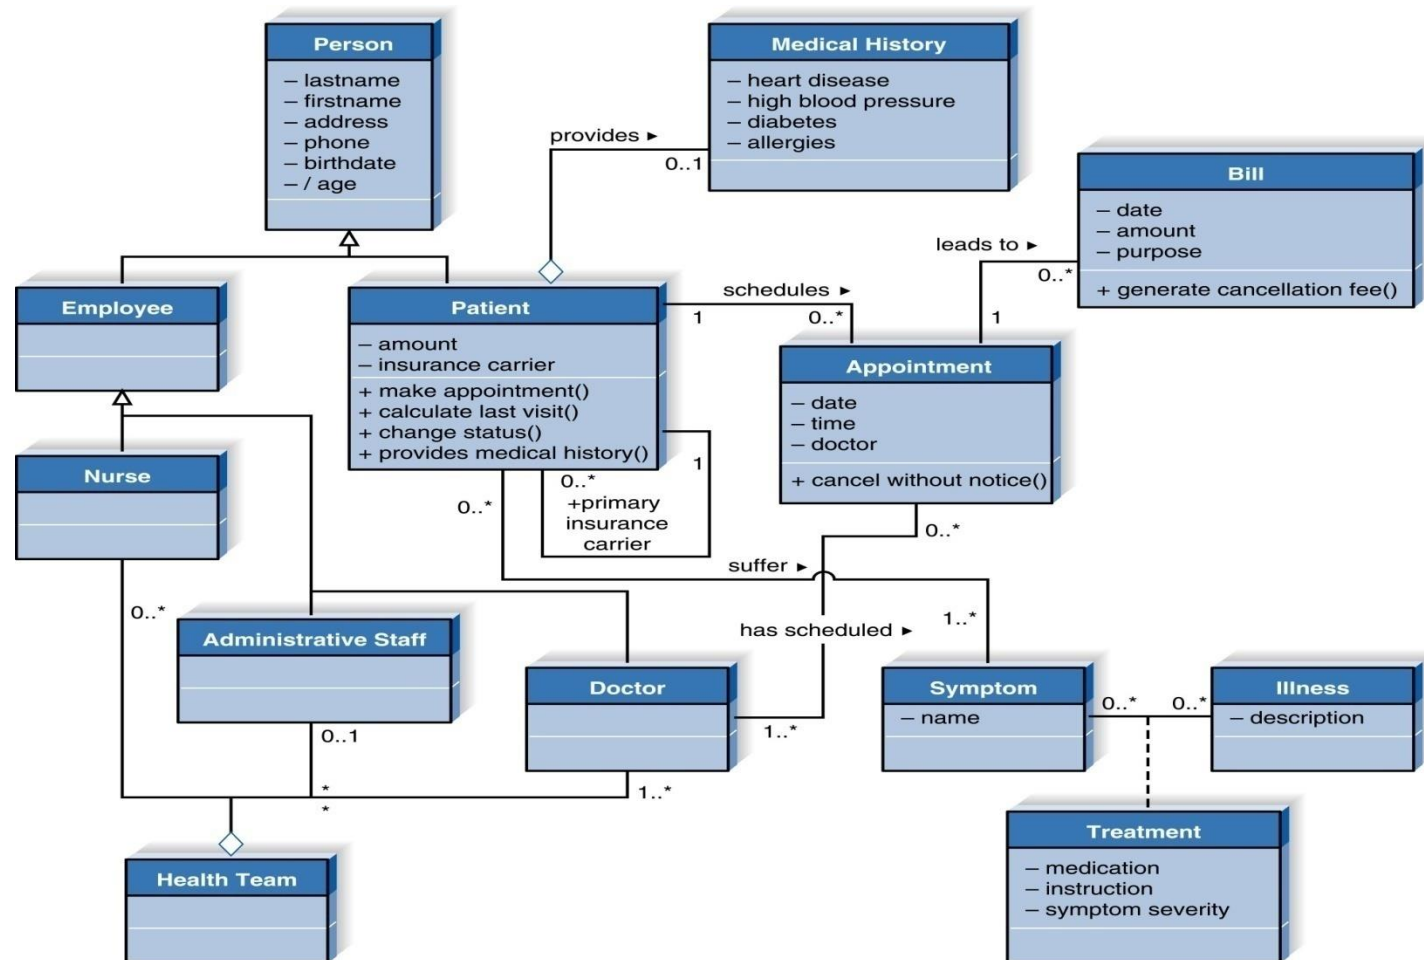 Person
– lastname
– firstname
– address
– phone
– birthdate
– / age
Medical History
– heart disease
– high blood pressure
– diabetes
– allergies
provides ►
0..1
Bill
– date
– amount
– purpose
+ generate cancellation fee()
leads to ►
0..*
1
Employee
Patient
– amount
– insurance carrier
+ make appointment()
+ calculate last visit()
+ change status()
+ provides medical history()
schedules ►
1
0..*
Appointment
– date
– time
– doctor
+ cancel without notice()
1
0..*
+primary
insurance
carrier
0..*
Nurse
0..*
suffer ►
0..*
1..*
has scheduled ►
Administrative Staff
0..1
Doctor
1..*
1..*
*
*
Symptom
– name
0..*
0..*
Illness
– description
Treatment
– medication
– instruction
– symptom severity
Health Team